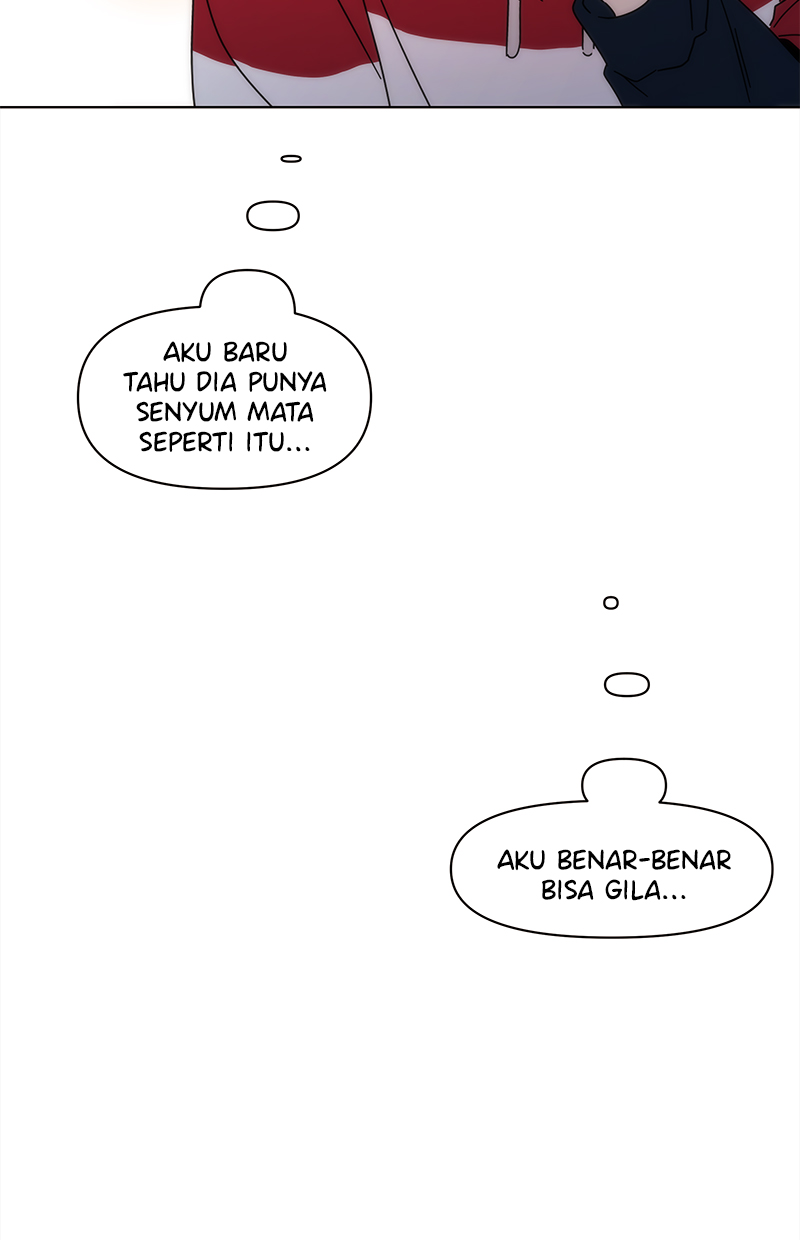 AKU BARU
TAHU DIA PUNYA
SENYUM MATA
SEPERTI ITU...
AKU BENAR-BENAR
BISA GILA...